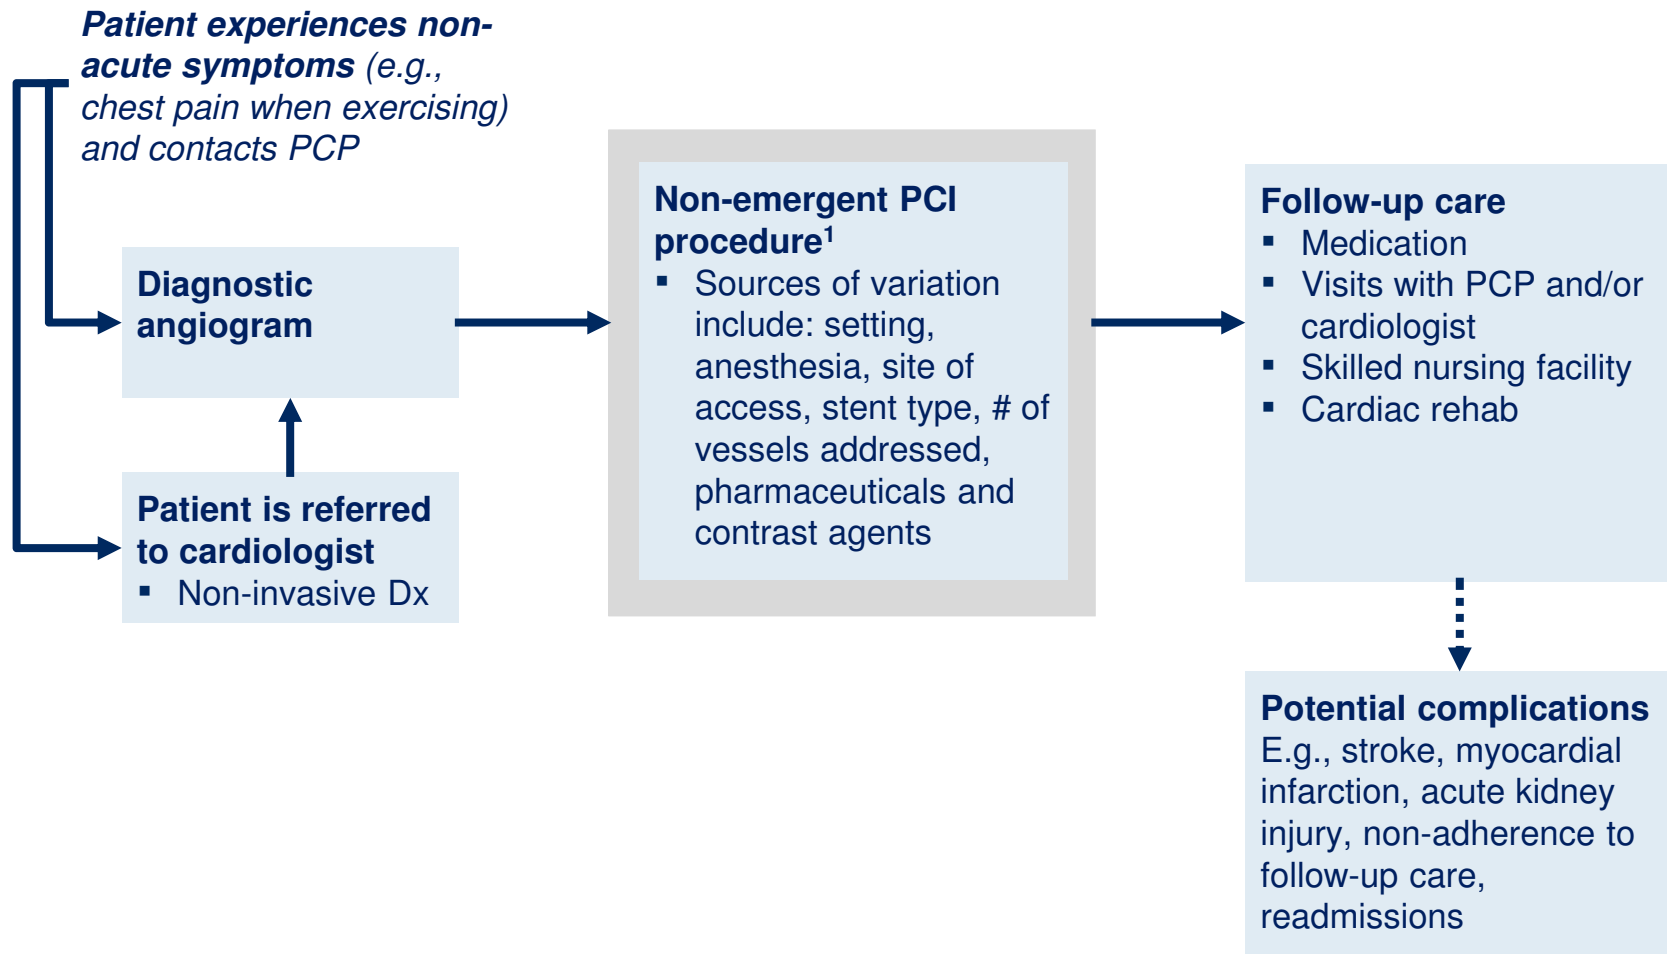 Patient experiences non-
acute symptoms (e.g.,
chest pain when exercising)
and contacts PCP
Diagnostic
angiogram
Patient is referred
to cardiologist
▪ Non-invasive Dx
Non-emergent PCI
procedure¹
▪ Sources of variation
include: setting,
anesthesia, site of
access, stent type, # of
vessels addressed,
pharmaceuticals and
contrast agents
Follow-up care
▪ Medication
▪ Visits with PCP and/or
cardiologist
▪ Skilled nursing facility
▪ Cardiac rehab
Potential complications
E.g., stroke, myocardial
infarction, acute kidney
injury, non-adherence to
follow-up care,
readmissions